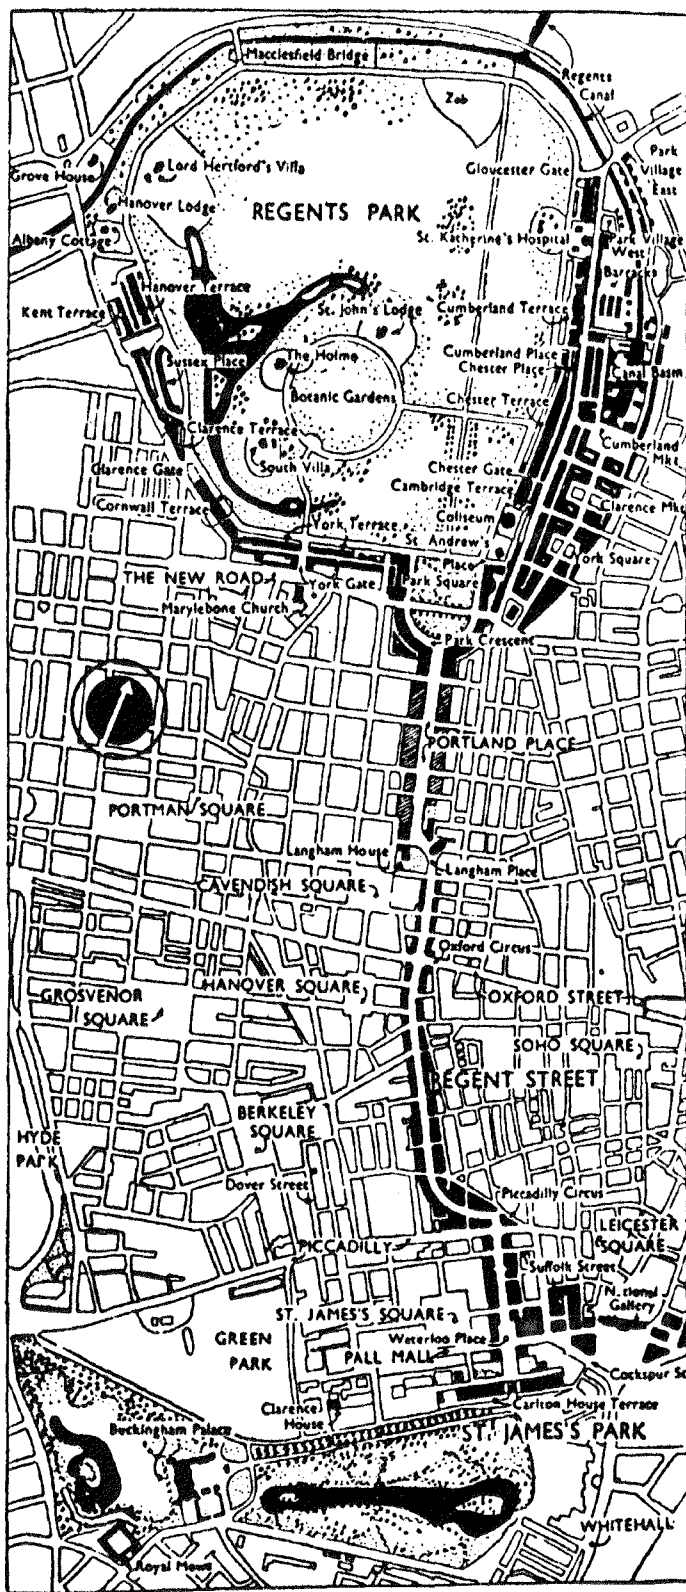 Macclesfield Bridge
Regents
Canal
Zoo
Park
Village
East
Grove House
Lord Hertford's Villa
Gloucester Gate
Hanover Lodge
REGENTS PARK
Albany Cottage
St. Katherine's Hospital
Park Village
West
Barracks
Hanover Terrace
Kent Terrace
St. John's Lodge
Cumberland Terrace
Sussex Place
The Holme
Cumberland Place
Chester Place
Canal Basin
Botanic Gardens
Chester Terrace
Clarence Terrace
Cumberland
Mkt.
Clarence Gate
South Villa
Chester Gate
Cambridge Terrace
Cornwall Terrace
Clarence Mkt
Coliseum
York Terrace
St. Andrew's
Place
York Square
THE NEW ROAD
York Gate
Park Square
Marylebone Church
Park Crescent
PORTLAND PLACE
PORTMAN SQUARE
Langham House
Langham Place
CAVENDISH SQUARE
Oxford Circus
HANOVER SQUARE
OXFORD STREET
GROSVENOR
SQUARE
SOHO SQUARE
REGENT STREET
BERKELEY
SQUARE
HYDE
PARK
Dover Street
Piccadilly Circus
PICCADILLY
LEICESTER
SQUARE
Suffolk Street
National
Gallery
ST. JAMES'S SQUARE
GREEN
PARK
Waterloo Place
PALL MALL
Cockspur
Clarence
House
Carlton House Terrace
Buckingham Palace
ST. JAMES'S PARK
WHITEHALL
Royal Mews